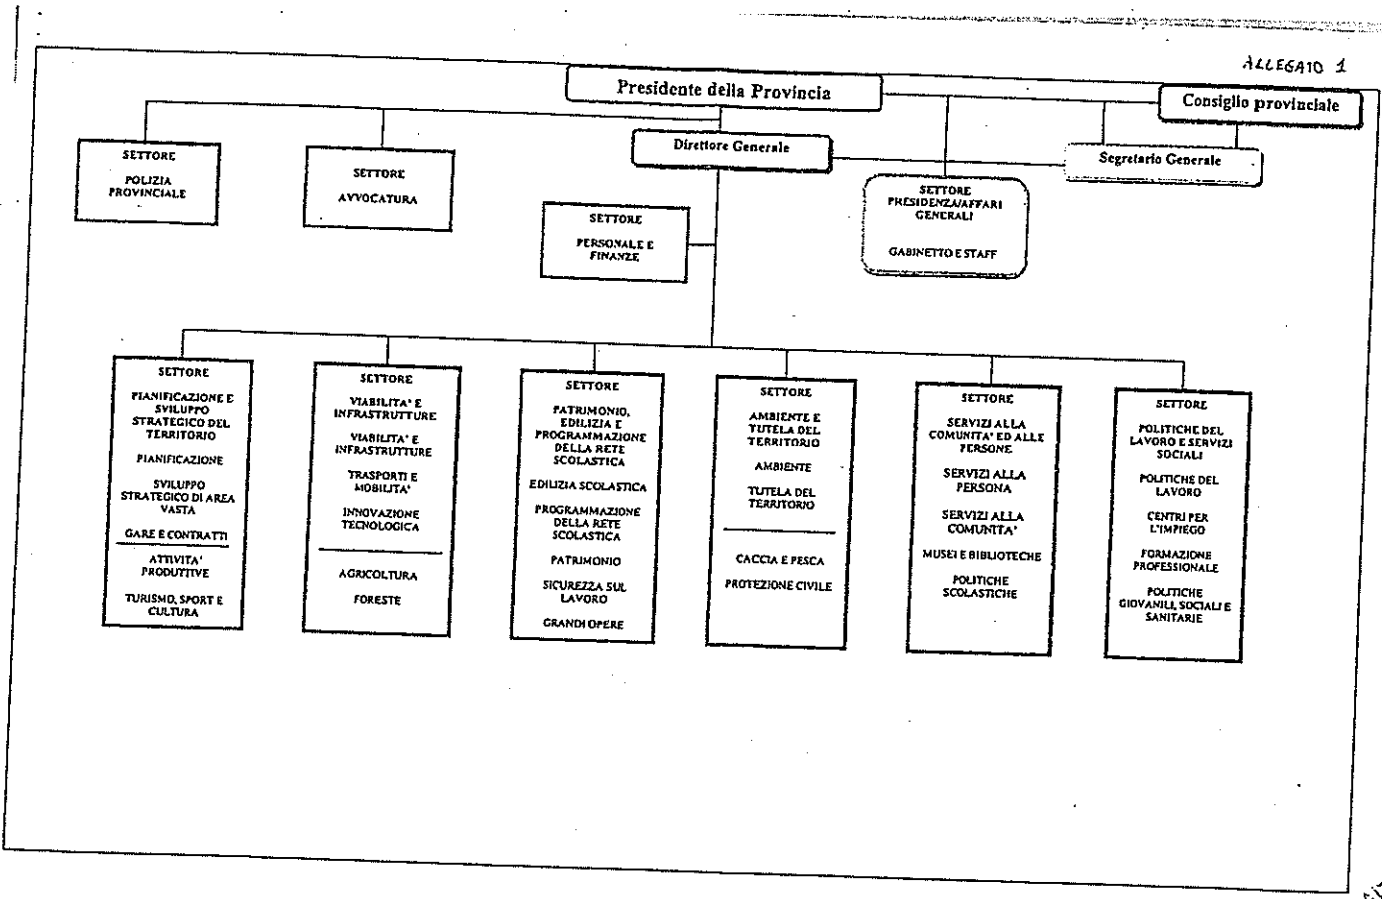 ALLEGATO 1
Presidente della Provincia
Consiglio provinciale
Direttore Generale
Segretario Generale
SETTORE
POLIZIA
PROVINCIALE
SETTORE
AVVOCATURA
SETTORE
PERSONALE E
FINANZE
SETTORE
PRESIDENZA/AFFARI
GENERALI
GABINETTO E STAFF
SETTORE
PIANIFICAZIONE E
SVILUPPO
STRATEGICO DEL
TERRITORIO
PIANIFICAZIONE
SVILUPPO
STRATEGICO DI AREA
VASTA
GARE E CONTRATTI
ATTIVITA'
PRODUTTIVE
TURISMO, SPORT E
CULTURA
SETTORE
VIABILITA' E
INFRASTRUTTURE
VIABILITA' E
INFRASTRUTTURE
TRASPORTI E
MOBILITA'
INNOVAZIONE
TECNOLOGICA
AGRICOLTURA
FORESTE
SETTORE
PATRIMONIO,
EDILIZIA E
PROGRAMMAZIONE
DELLA RETE
SCOLASTICA
EDILIZIA SCOLASTICA
PROGRAMMAZIONE
DELLA RETE
SCOLASTICA
PATRIMONIO
SICUREZZA SUL
LAVORO
GRANDI OPERE
SETTORE
AMBIENTE E
TUTELA DEL
TERRITORIO
AMBIENTE
TUTELA DEL
TERRITORIO
CACCIA E PESCA
PROTEZIONE CIVILE
SETTORE
SERVIZI ALLA
COMUNITA' ED ALLE
PERSONE
SERVIZI ALLA
PERSONA
SERVIZI ALLA
COMUNITA'
MUSEI E BIBLIOTECHE
POLITICHE
SCOLASTICHE
SETTORE
POLITICHE DEL
LAVORO E SERVIZI
SOCIALI
POLITICHE DEL
LAVORO
CENTRI PER
L'IMPIEGO
FORMAZIONE
PROFESSIONALE
POLITICHE
GIOVANILI, SOCIALI E
SANITARIE